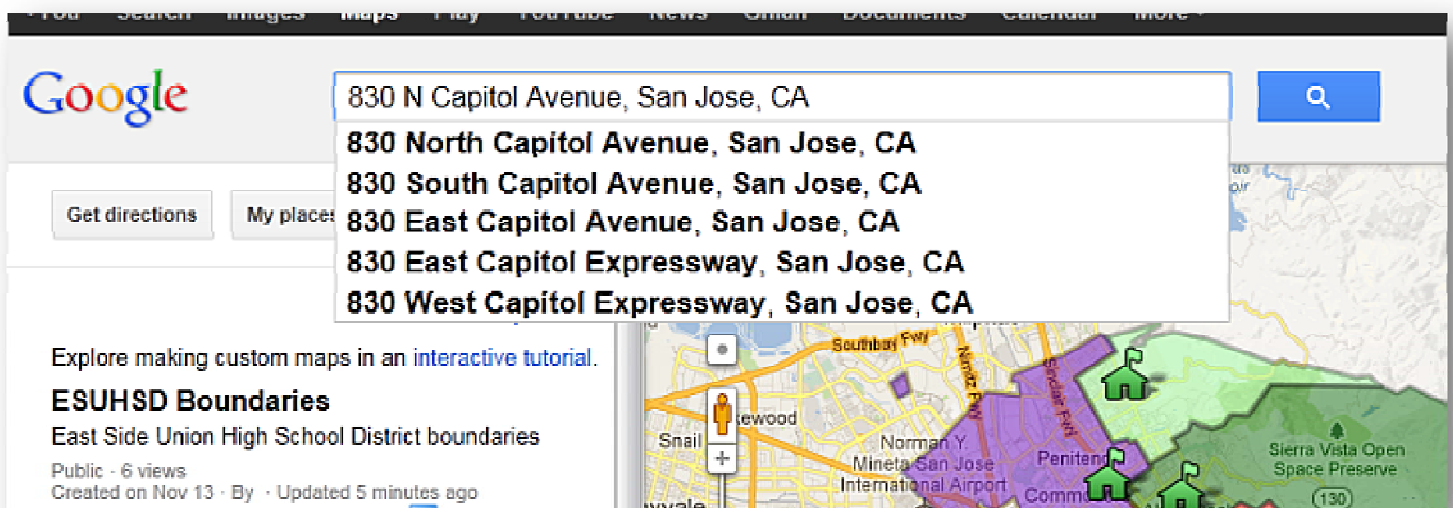 +You Search Images Maps Play YouTube News Gmail Documents Calendar More
Google
830 N Capitol Avenue, San Jose, CA
830 North Capitol Avenue, San Jose, CA
830 South Capitol Avenue, San Jose, CA
830 East Capitol Avenue, San Jose, CA
830 East Capitol Expressway, San Jose, CA
830 West Capitol Expressway, San Jose, CA
Get directions
My places
Explore making custom maps in an interactive tutorial.
ESUHSD Boundaries
East Side Union High School District boundaries
Public · 6 views
Created on Nov 13 · By · Updated 5 minutes ago
Southbay Fwy
Nimitz Fwy
Sinclair Fwy
Snail
Norman Y.
Mineta San Jose
International Airport
Sierra Vista Open
Space Preserve
130